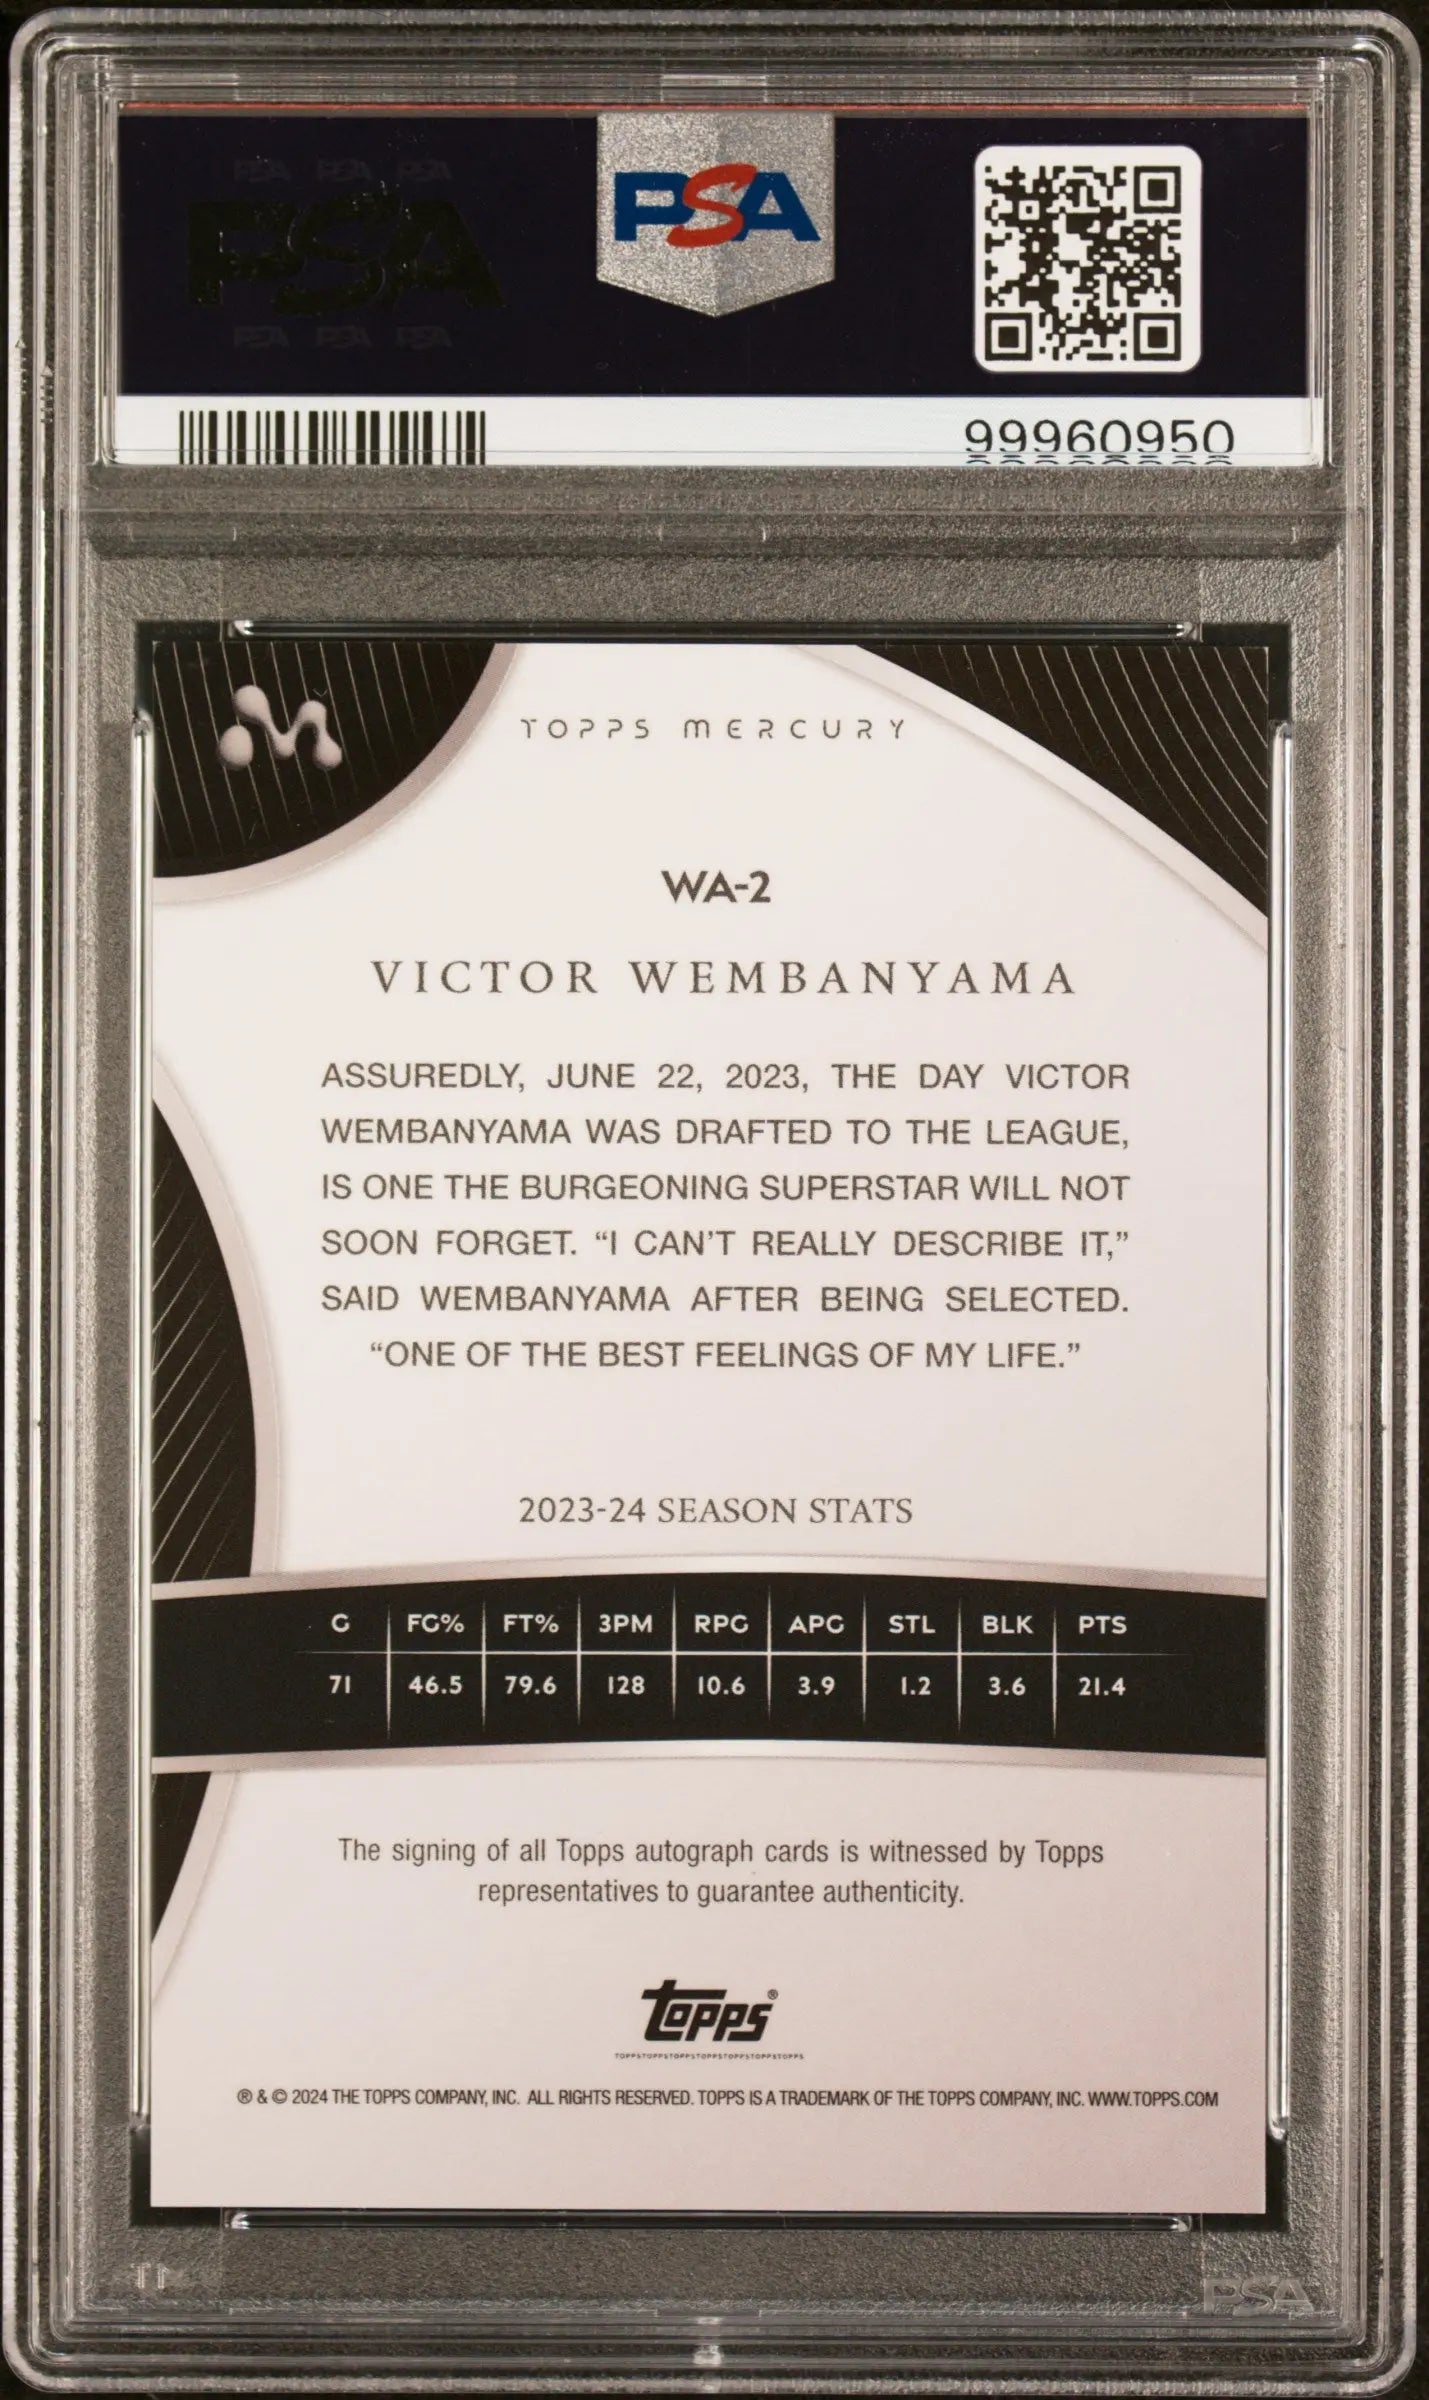 PSA PSA PSA
PSA
PSA PSA PSA
PSA
99960950
TOPPS MERCURY
WA-2
VICTOR WEMBANYAMA
ASSUREDLY, JUNE 22, 2023, THE DAY VICTOR
WEMBANYAMA WAS DRAFTED TO THE LEAGUE,
IS ONE THE BURGEONING SUPERSTAR WILL NOT
SOON FORGET. “I CAN'T REALLY DESCRIBE IT,”
SAID WEMBANYAMA AFTER BEING SELECTED.
“ONE OF THE BEST FEELINGS OF MY LIFE.”
2023-24 SEASON STATS
G FG% FT% 3PM RPG APG STL BLK PTS
71 46.5 79.6 128 10.6 3.9 1.2 3.6 21.4
The signing of all Topps autograph cards is witnessed by Topps
representatives to guarantee authenticity.
topps®
TOPPSTOPPSTOPPSTOPPSTOPPSTOPPSTOPPS
® & © 2024 THE TOPPS COMPANY, INC. ALL RIGHTS RESERVED. TOPPS IS A TRADEMARK OF THE TOPPS COMPANY, INC. WWW.TOPPS.COM
PSA